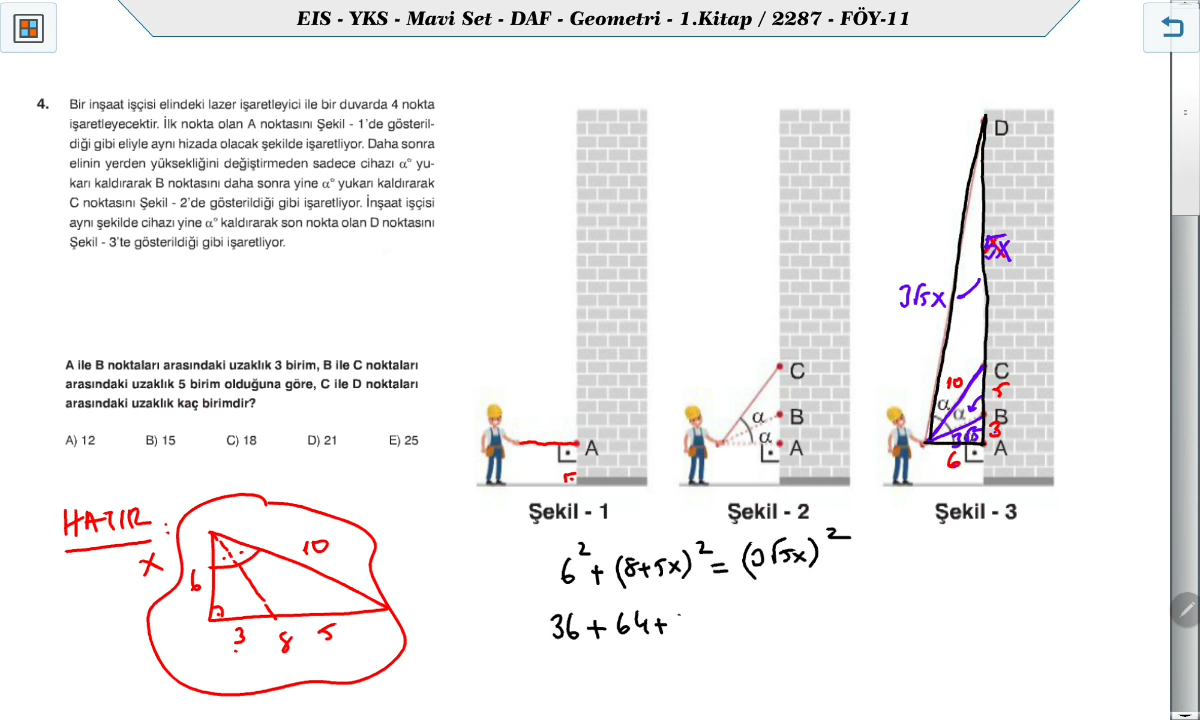 EIS - YKS - Mavi Set - DAF - Geometri - 1.Kitap / 2287 - FÖY-11
4. Bir inşaat işçisi elindeki lazer işaretleyici ile bir duvarda 4 nokta
işaretleyecektir. İlk nokta olan A noktasını Şekil - 1'de gösteril-
diği gibi eliyle aynı hizada olacak şekilde işaretliyor. Daha sonra
elinin yerden yüksekliğini değiştirmeden sadece cihazı α° yu-
karı kaldırarak B noktasını daha sonra yine α° yukarı kaldırarak
C noktasını Şekil - 2'de gösterildiği gibi işaretliyor. İnşaat işçisi
aynı şekilde cihazı yine α° kaldırarak son nokta olan D noktasını
Şekil - 3'te gösterildiği gibi işaretliyor.
A ile B noktaları arasındaki uzaklık 3 birim, B ile C noktaları
arasındaki uzaklık 5 birim olduğuna göre, C ile D noktaları
arasındaki uzaklık kaç birimdir?
A) 12 B) 15 C) 18 D) 21 E) 25
A
Şekil - 1
C
α B
α A
Şekil - 2
D
5x
3√5x
C
10 5
α α B
3√5 3
6 A
Şekil - 3
HATIR :
x
10
6
3 8 5
6² + (8+5x)² = (3√5x)²
36 + 64 +